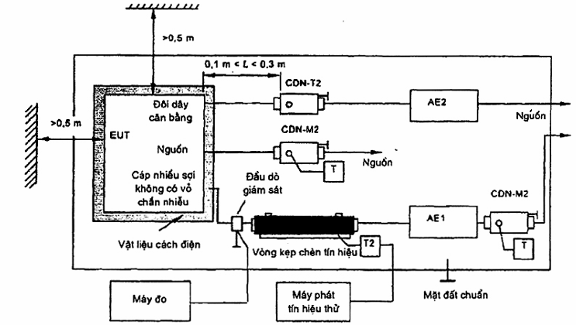 >0,5 m
0,1 m < L < 0,3 m
CDN-T2
Đôi dây
cân bằng
AE2
Nguồn
>0,5 m
EUT
CDN-M2
Nguồn
T
Nguồn
Cáp nhiều sợi
không có vỏ
chắn nhiễu
Đầu dò
giám sát
CDN-M2
AE1
T
Vật liệu cách điện
Vòng kẹp chèn tín hiệu
T2
Máy đo
Máy phát
tín hiệu thử
Mặt đất chuẩn